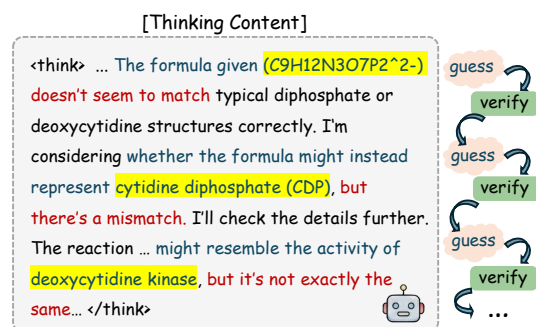 [Thinking Content]
<think> ... The formula given (C9H12N3O7P2^2-)
doesn't seem to match typical diphosphate or
deoxycytidine structures correctly. I'm
considering whether the formula might instead
represent cytidine diphosphate (CDP), but
there's a mismatch. I'll check the details further.
The reaction ... might resemble the activity of
deoxycytidine kinase, but it's not exactly the
same... </think>
guess
verify
guess
verify
guess
verify
...